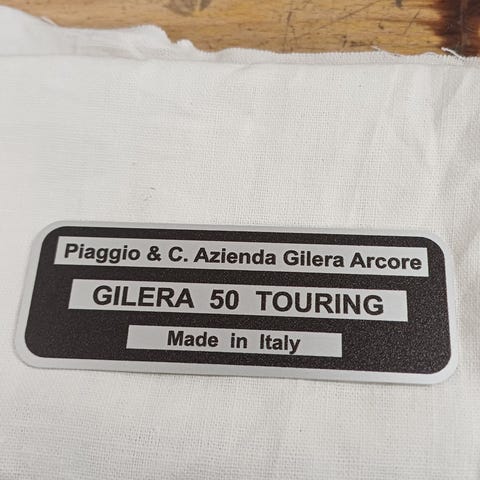 Piaggio & C. Azienda Gilera Arcore
GILERA 50 TOURING
Made in Italy